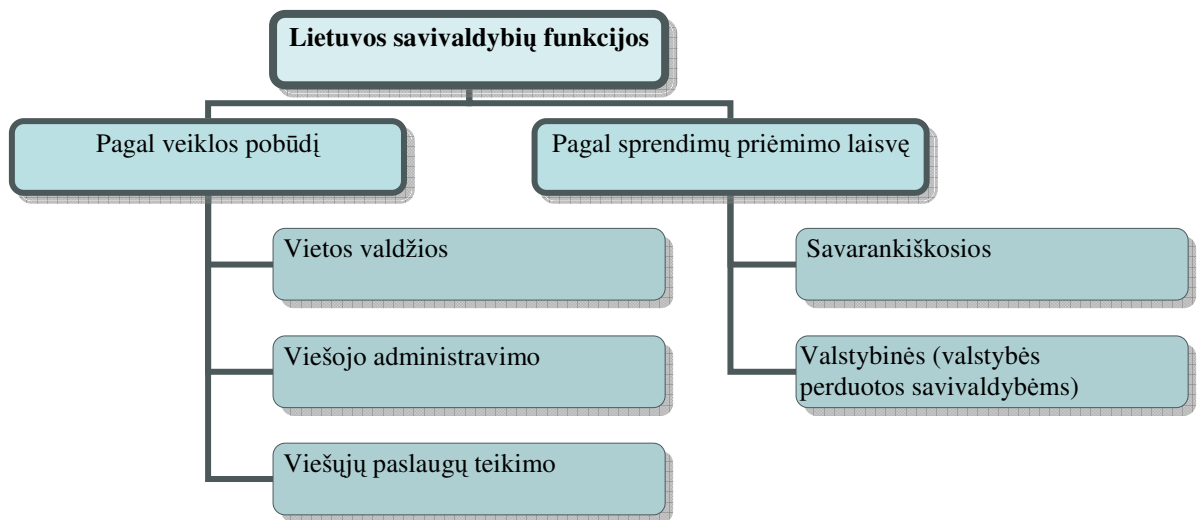 Lietuvos savivaldybių funkcijos
Pagal veiklos pobūdį
Pagal sprendimų priėmimo laisvę
Vietos valdžios
Viešojo administravimo
Viešųjų paslaugų teikimo
Savarankiškosios
Valstybinės (valstybės
perduotos savivaldybėms)